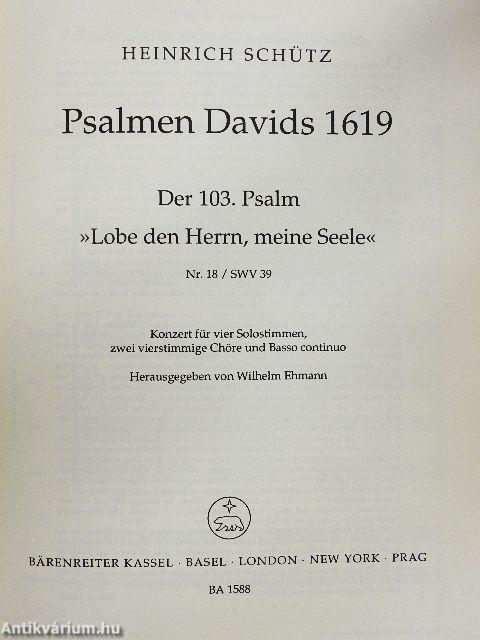 HEINRICH SCHÜTZ
Psalmen Davids 1619
Der 103. Psalm
»Lobe den Herrn, meine Seele«
Nr. 18 / SWV 39
Konzert für vier Solostimmen,
zwei vierstimmige Chöre und Basso continuo
Herausgegeben von Wilhelm Ehmann
BÄRENREITER KASSEL · BASEL · LONDON · NEW YORK · PRAG
BA 1588
Antikvárium.hu